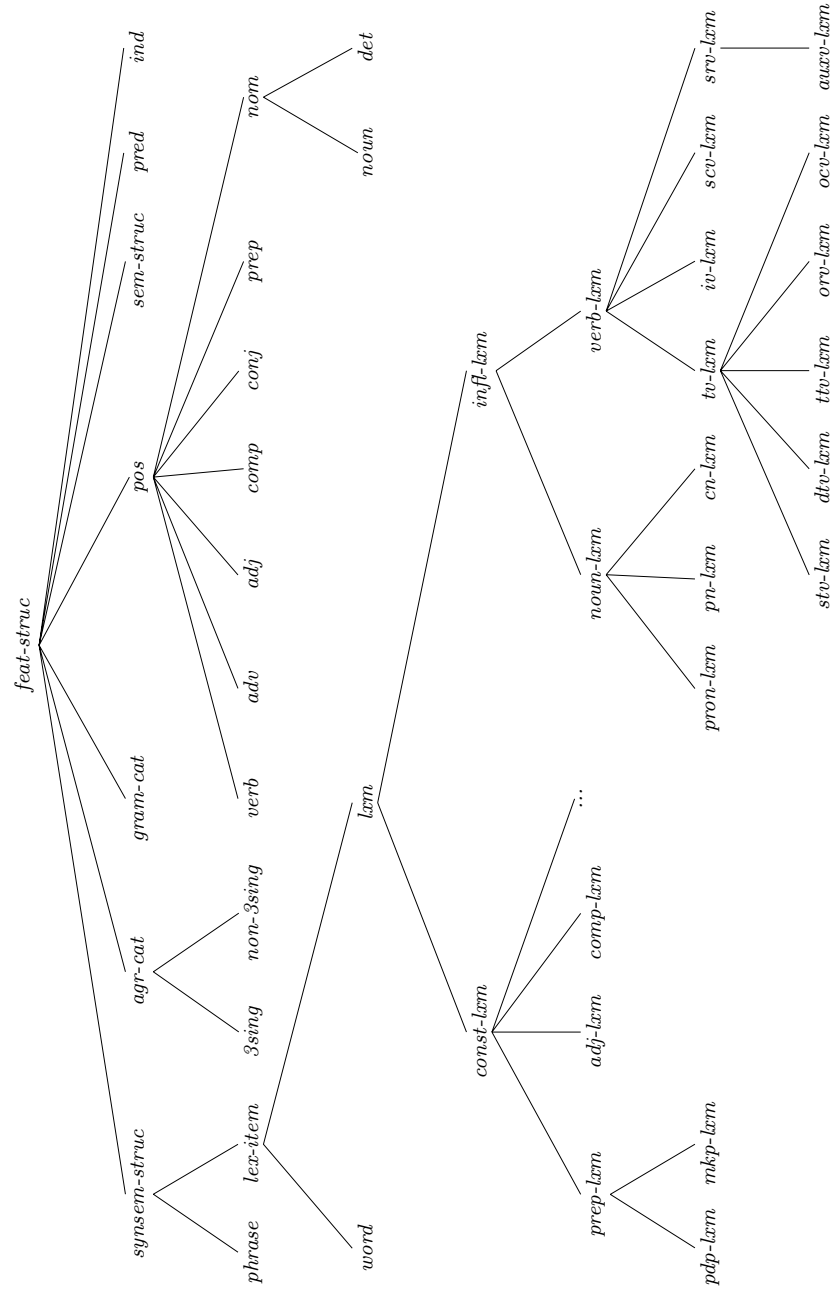 feat-struc
synsem-struc agr-cat gram-cat pos sem-struc pred ind
phrase lex-item 3sing non-3sing verb adv adj comp conj prep nom
word lxm noun det
const-lxm infl-lxm
prep-lxm adj-lxm comp-lxm ... noun-lxm verb-lxm
pdp-lxm mkp-lxm pron-lxm pn-lxm cn-lxm tv-lxm iv-lxm scv-lxm srv-lxm
stv-lxm dtv-lxm ttv-lxm orv-lxm ocv-lxm auxv-lxm